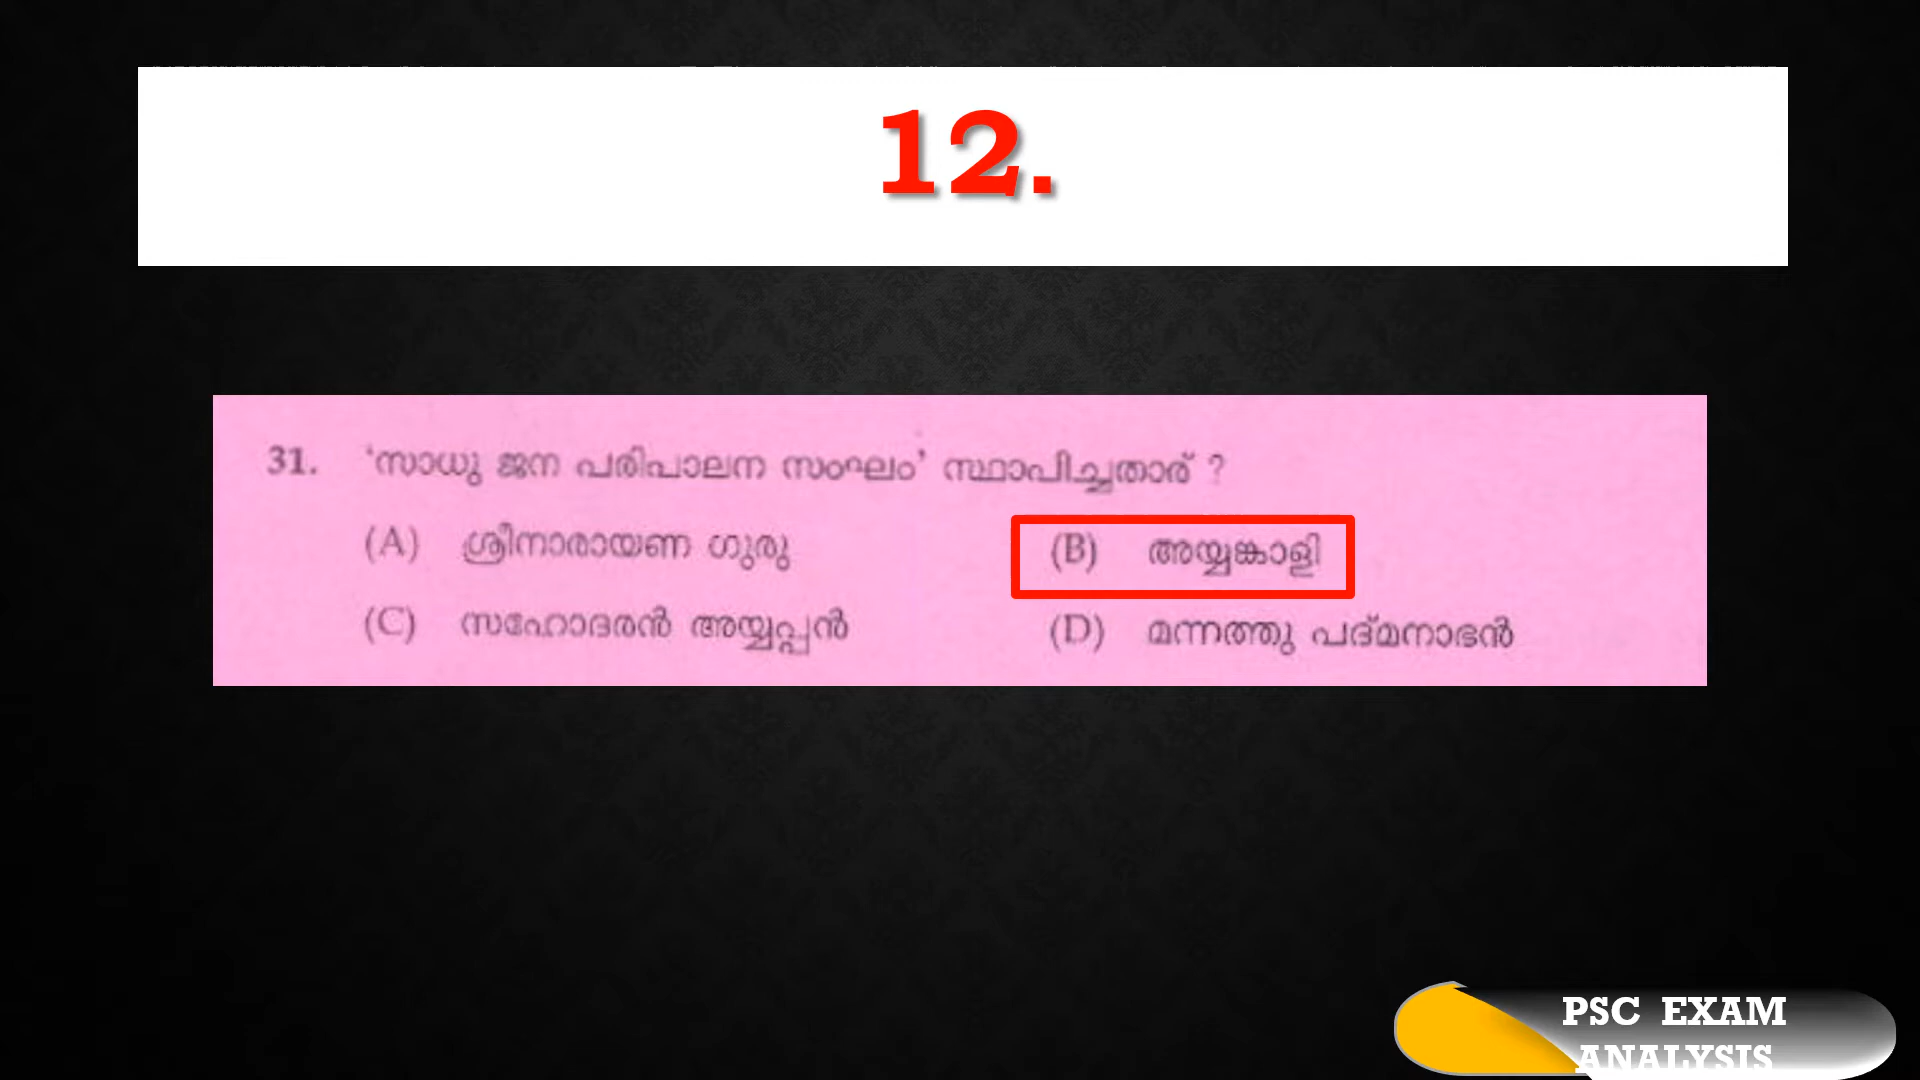 12.
31. 'സാധു ജന പരിപാലന സംഘം' സ്ഥാപിച്ചതാര് ?
(A) ശ്രീനാരായണ ഗുരു (B) അയ്യങ്കാളി
(C) സഹോദരൻ അയ്യപ്പൻ (D) മന്നത്തു പദ്മനാഭൻ
PSC EXAM
ANALYSIS